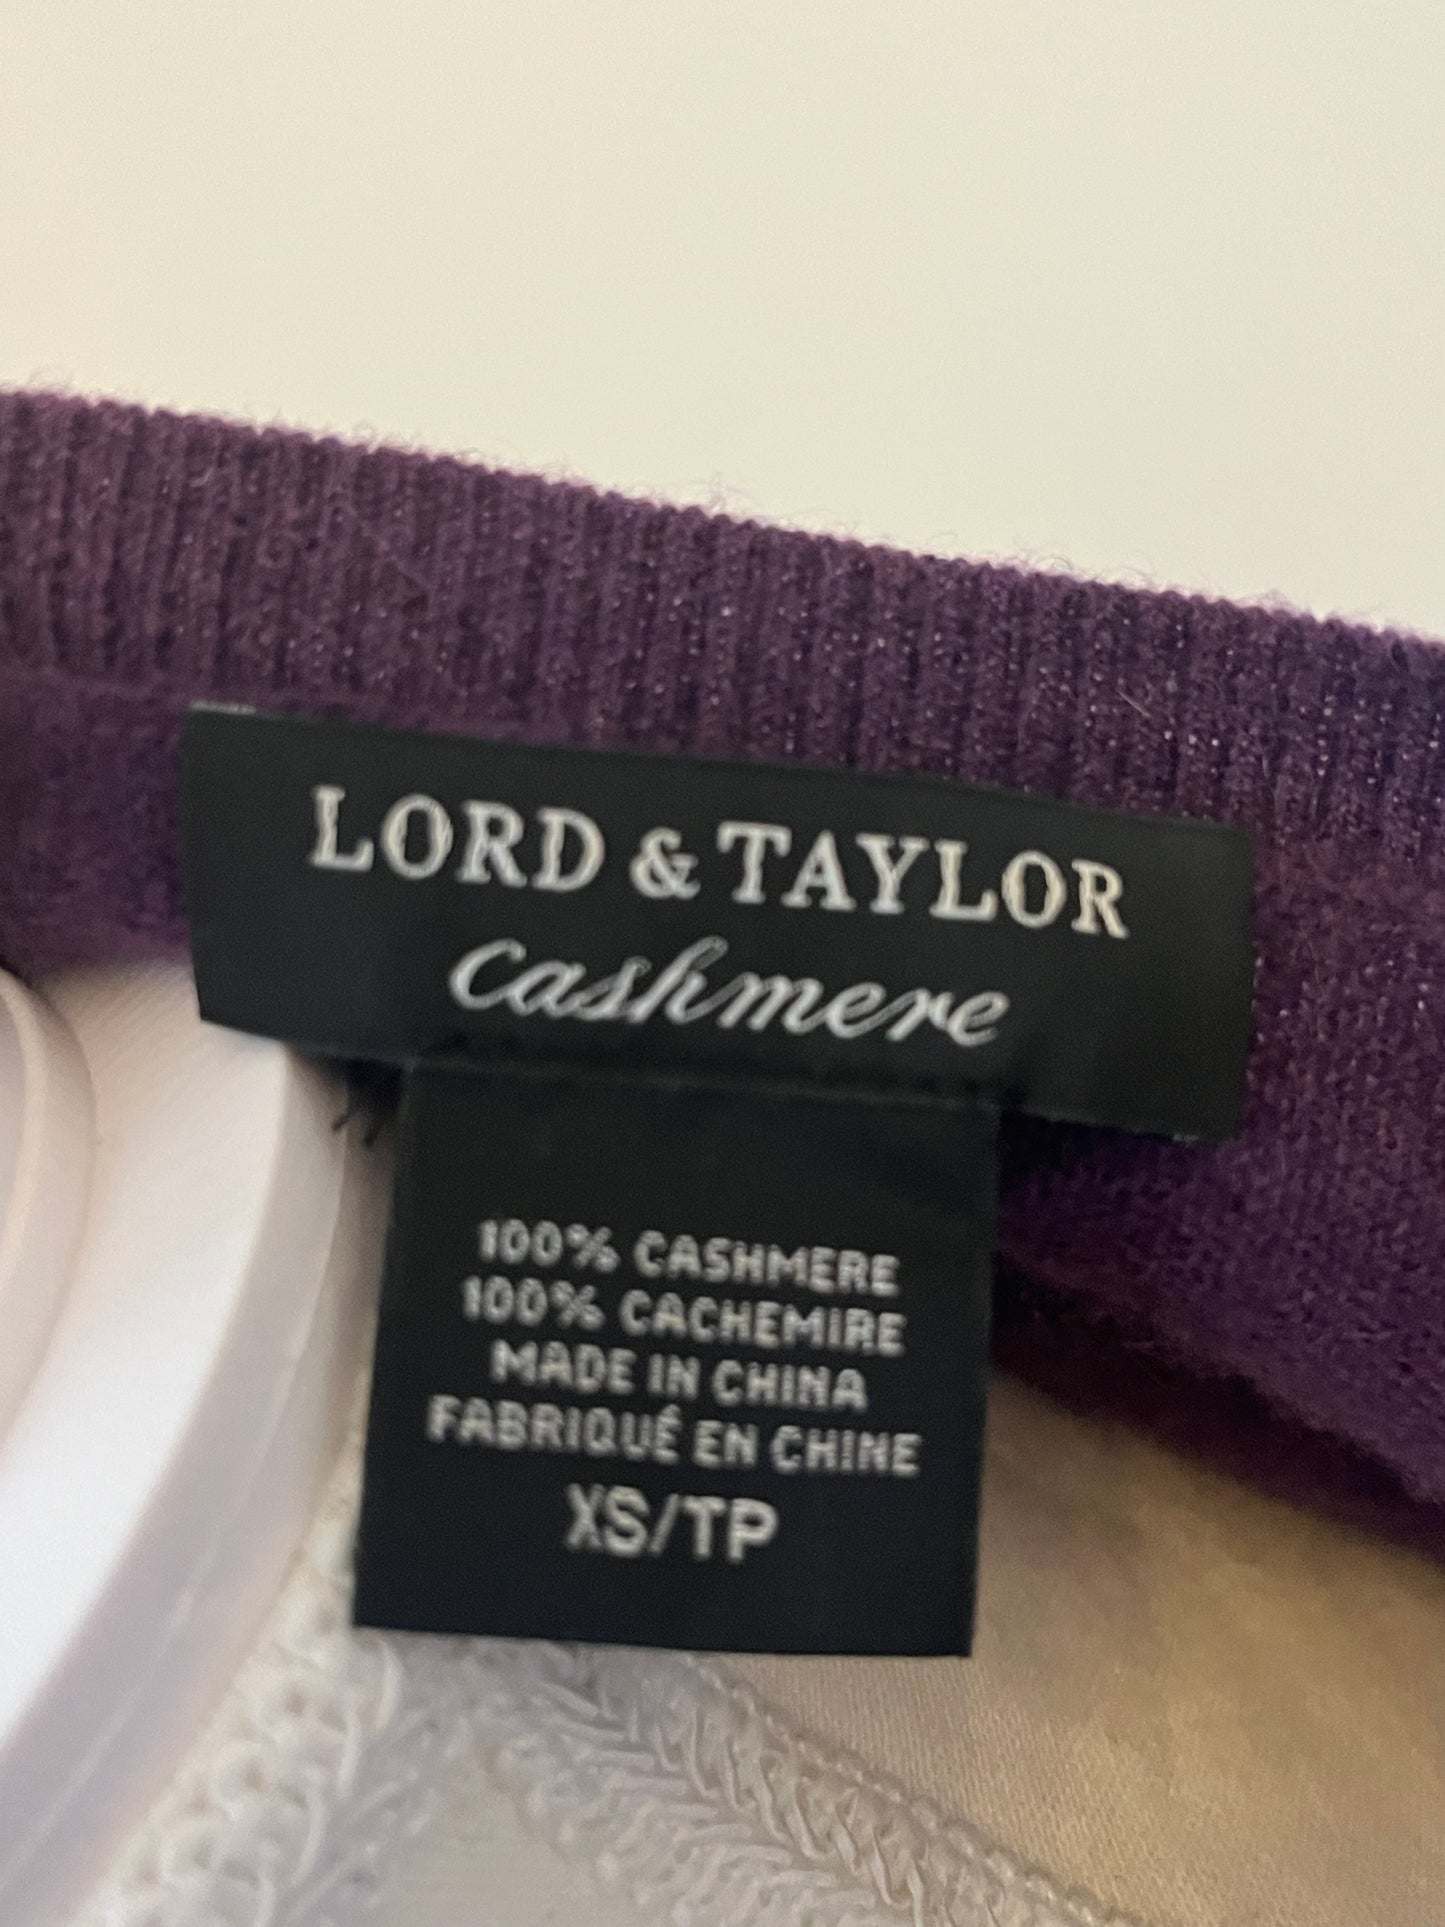 LORD & TAYLOR
cashmere
100% CASHMERE
100% CACHEMIRE
MADE IN CHINA
FABRIQUÉ EN CHINE
XS/TP